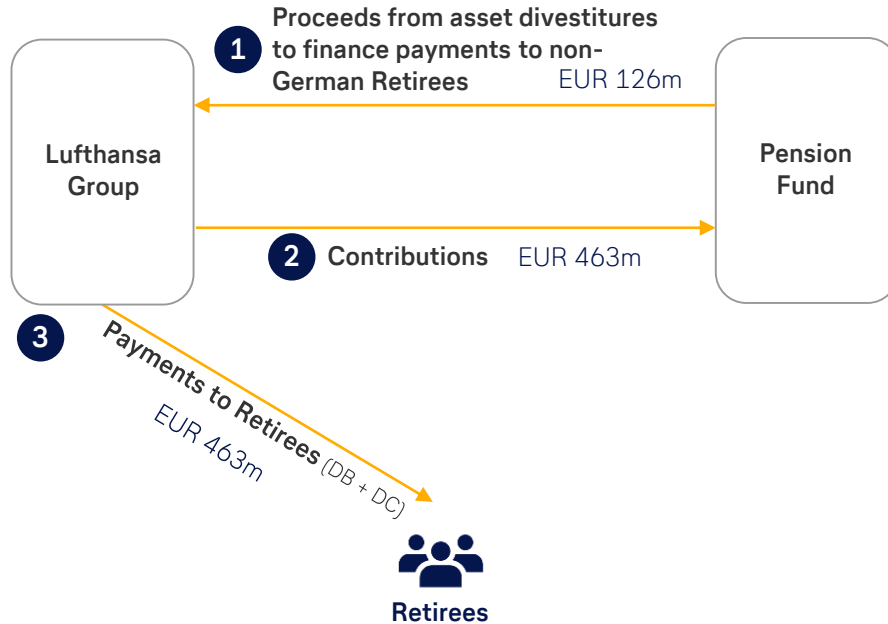 1
Proceeds from asset divestitures
to finance payments to non-
German Retirees
EUR 126m
Lufthansa
Group
Pension
Fund
2
Contributions
EUR 463m
3
Payments to Retirees (DB + DC)
EUR 463m
Retirees